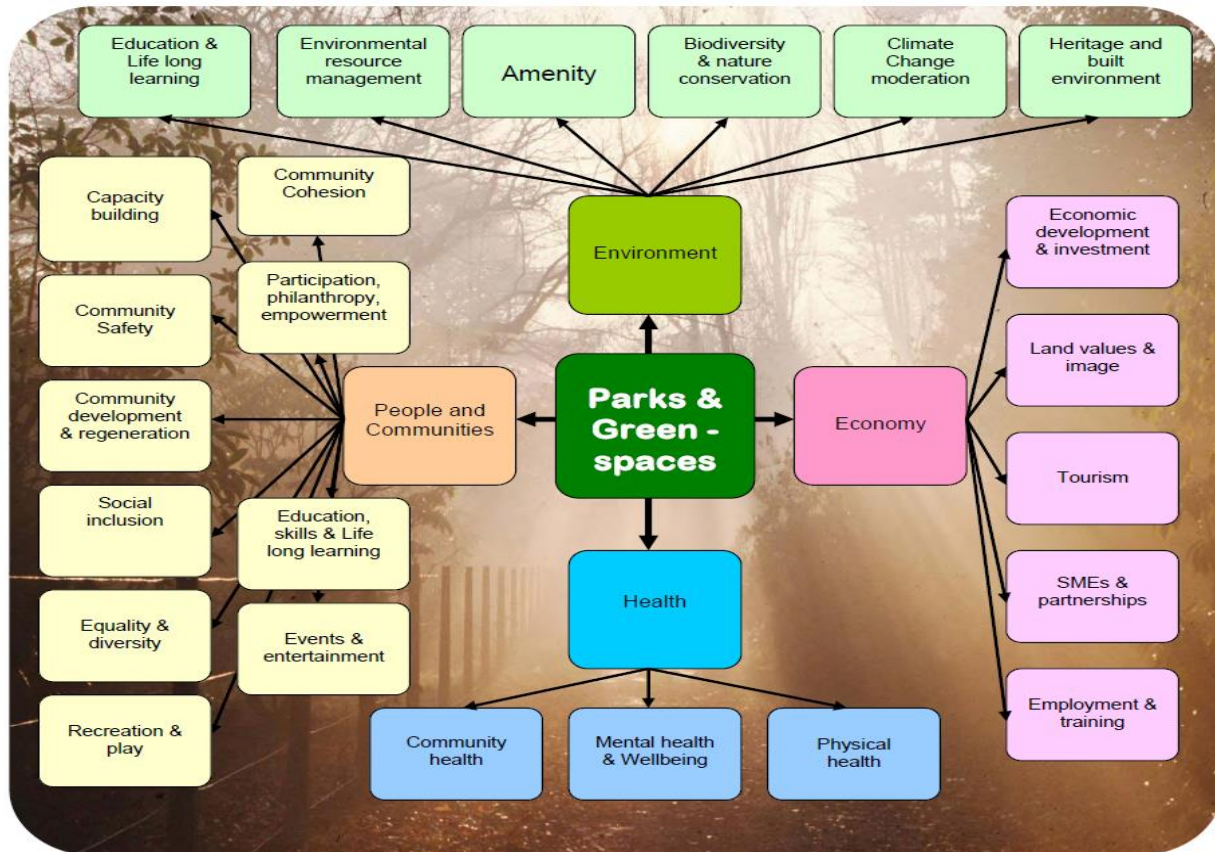 Education &
Life long
learning
Environmental
resource
management
Amenity
Biodiversity
& nature
conservation
Climate
Change
moderation
Heritage and
built
environment
Capacity
building
Community
Cohesion
Community
Safety
Participation,
philanthropy,
empowerment
Community
development
& regeneration
Social
inclusion
Education,
skills & Life
long learning
Equality &
diversity
Events &
entertainment
Recreation &
play
People and
Communities
Environment
Parks &
Green -
spaces
Economy
Health
Economic
development
& investment
Land values &
image
Tourism
SMEs &
partnerships
Employment &
training
Community
health
Mental health
& Wellbeing
Physical
health